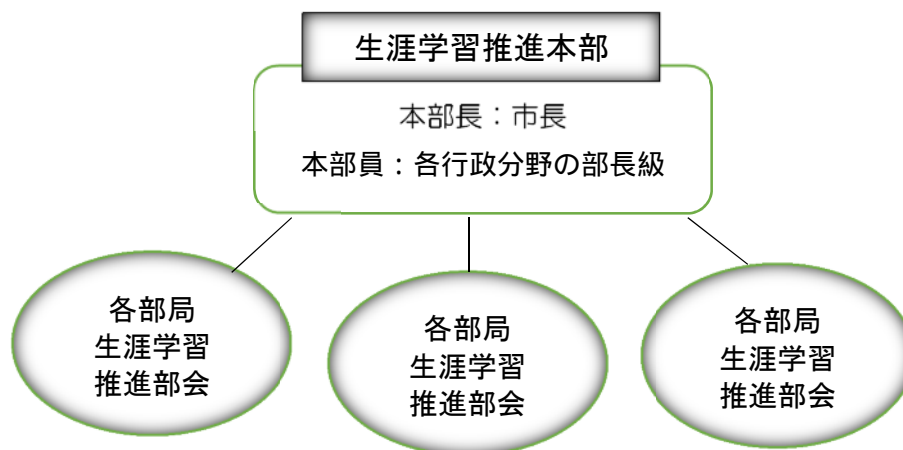 生涯学習推進本部
本部長：市長
本部員：各行政分野の部長級
各部局
生涯学習
推進部会
各部局
生涯学習
推進部会
各部局
生涯学習
推進部会